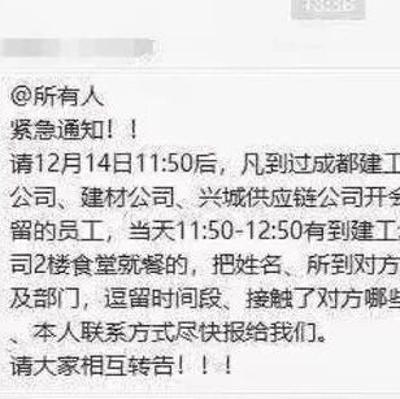 13:36
@所有人
紧急通知！！
请12月14日11:50后，凡到过成都建工
公司、建材公司、兴城供应链公司开会
留的员工，当天11:50-12:50有到建工
司2楼食堂就餐的，把姓名、所到对方
及部门，逗留时间段、接触了对方哪些
、本人联系方式尽快报给我们。
请大家相互转告！！！